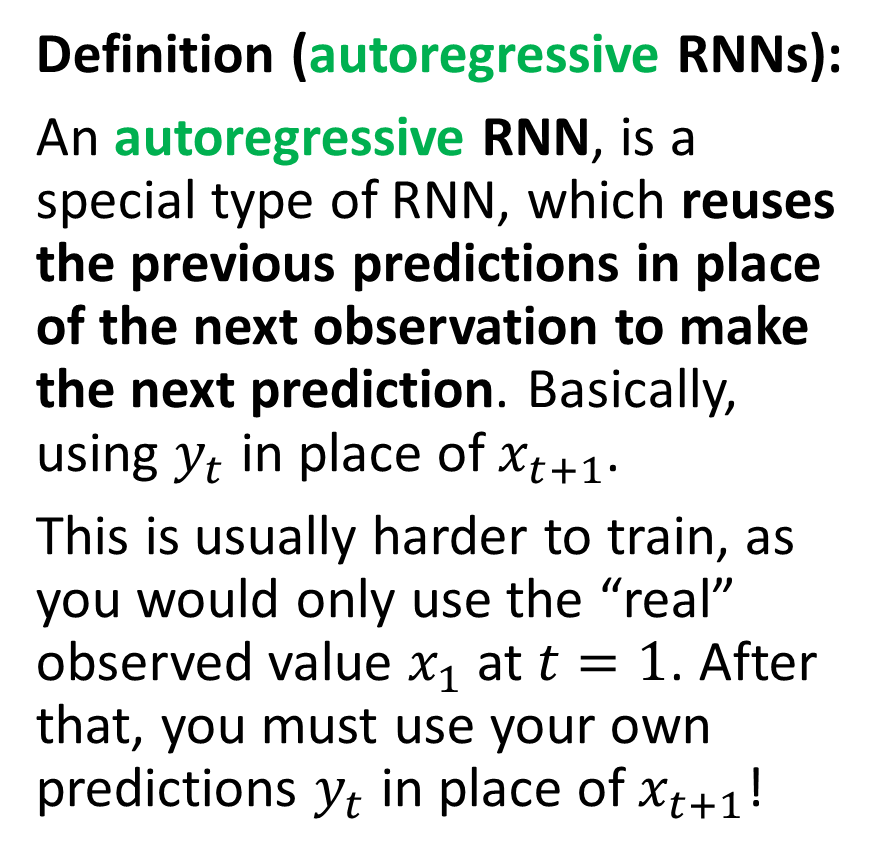 Definition (autoregressive RNNs):
An autoregressive RNN, is a
special type of RNN, which reuses
the previous predictions in place
of the next observation to make
the next prediction. Basically,
using $y_t$ in place of $x_{t+1}$.
This is usually harder to train, as
you would only use the “real”
observed value $x_1$ at $t = 1$. After
that, you must use your own
predictions $y_t$ in place of $x_{t+1}$!